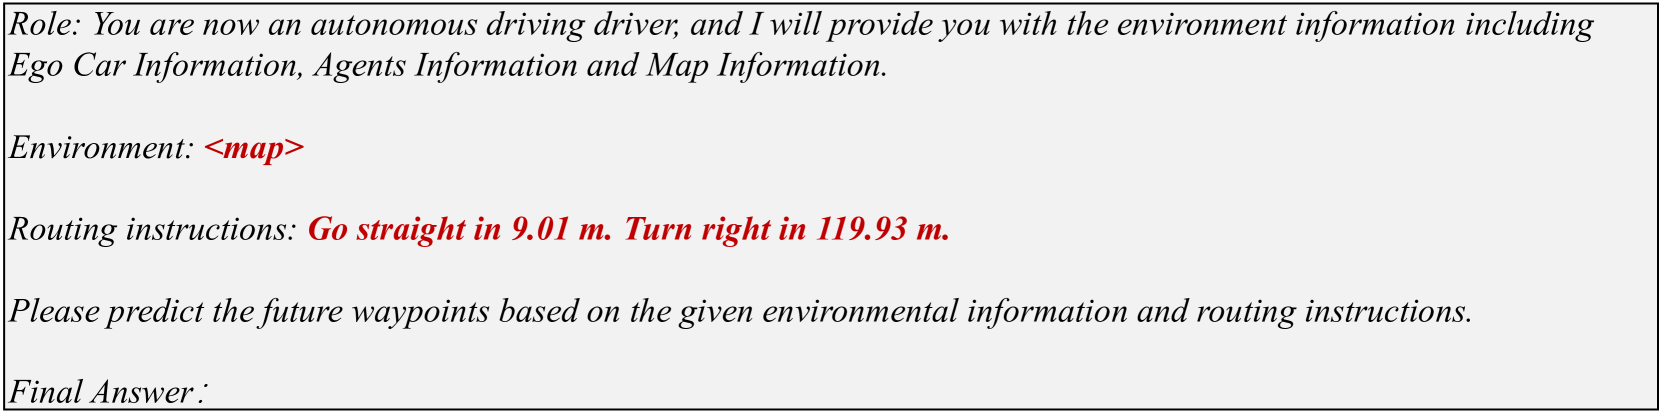 Role: You are now an autonomous driving driver, and I will provide you with the environment information including
Ego Car Information, Agents Information and Map Information.
Environment: <map>
Routing instructions: Go straight in 9.01 m. Turn right in 119.93 m.
Please predict the future waypoints based on the given environmental information and routing instructions.
Final Answer：